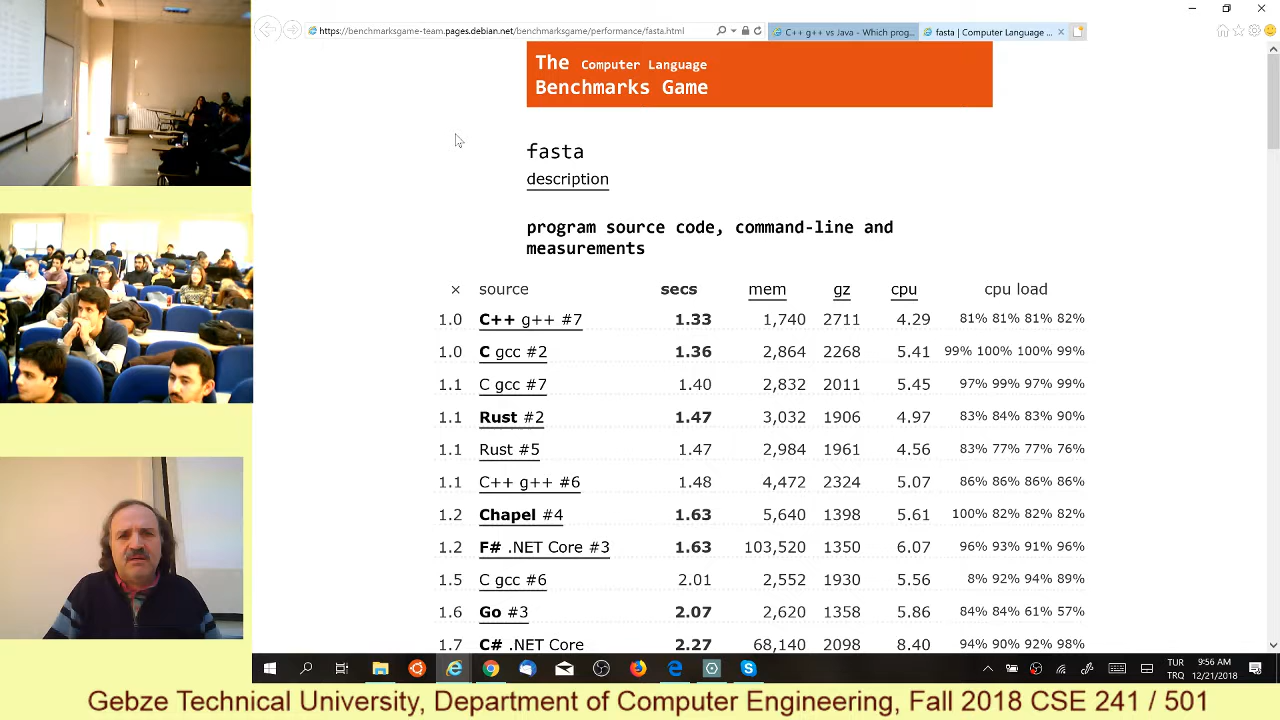 https://benchmarksgame-team.pages.debian.net/benchmarksgame/performance/fasta.html
C++ g++ vs Java - Which prog...
fasta | Computer Language ...
The Computer Language
Benchmarks Game
fasta
description
program source code, command-line and
measurements
× source secs mem gz cpu cpu load
1.0 C++ g++ #7 1.33 1,740 2711 4.29 81% 81% 81% 82%
1.0 C gcc #2 1.36 2,864 2268 5.41 99% 100% 100% 99%
1.1 C gcc #7 1.40 2,832 2011 5.45 97% 99% 97% 99%
1.1 Rust #2 1.47 3,032 1906 4.97 83% 84% 83% 90%
1.1 Rust #5 1.47 2,984 1961 4.56 83% 77% 77% 76%
1.1 C++ g++ #6 1.48 4,472 2324 5.07 86% 86% 86% 86%
1.2 Chapel #4 1.63 5,640 1398 5.61 100% 82% 82% 82%
1.2 F# .NET Core #3 1.63 103,520 1350 6.07 96% 93% 91% 96%
1.5 C gcc #6 2.01 2,552 1930 5.56 8% 92% 94% 89%
1.6 Go #3 2.07 2,620 1358 5.86 84% 84% 61% 57%
1.7 C# .NET Core 2.27 68,140 2098 8.40 94% 90% 92% 98%
TUR 9:56 AM
TRQ 12/21/2018
Gebze Technical University, Department of Computer Engineering, Fall 2018 CSE 241 / 501